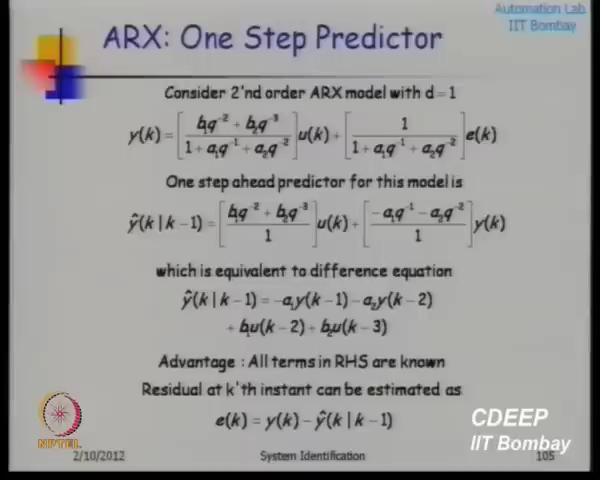 Automation Lab
IIT Bombay
ARX: One Step Predictor
Consider 2'nd order ARX model with d = 1
y(k) = [ (b₁q⁻² + b₂q⁻³) / (1 + a₁q⁻¹ + a₂q⁻²) ] u(k) + [ 1 / (1 + a₁q⁻¹ + a₂q⁻²) ] e(k)
One step ahead predictor for this model is
ŷ(k | k − 1) = [ (b₁q⁻² + b₂q⁻³) / 1 ] u(k) + [ (−a₁q⁻¹ − a₂q⁻²) / 1 ] y(k)
which is equivalent to difference equation
ŷ(k | k − 1) = −a₁y(k − 1) − a₂y(k − 2)
+ b₁u(k − 2) + b₂u(k − 3)
Advantage : All terms in RHS are known
Residual at k'th instant can be estimated as
e(k) = y(k) − ŷ(k | k − 1)
NPTEL
CDEEP
IIT Bombay
2/10/2012
System Identification
105